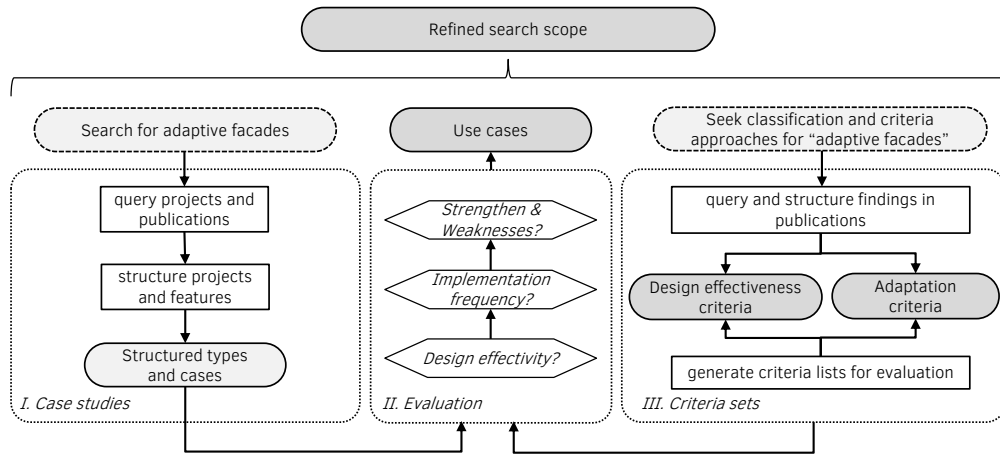 Refined search scope
Search for adaptive facades
query projects and
publications
structure projects
and features
Structured types
and cases
I. Case studies
Use cases
Strengthen &
Weaknesses?
Implementation
frequency?
Design effectivity?
II. Evaluation
Seek classification and criteria
approaches for “adaptive facades”
query and structure findings in
publications
Design effectiveness
criteria
Adaptation
criteria
generate criteria lists for evaluation
III. Criteria sets